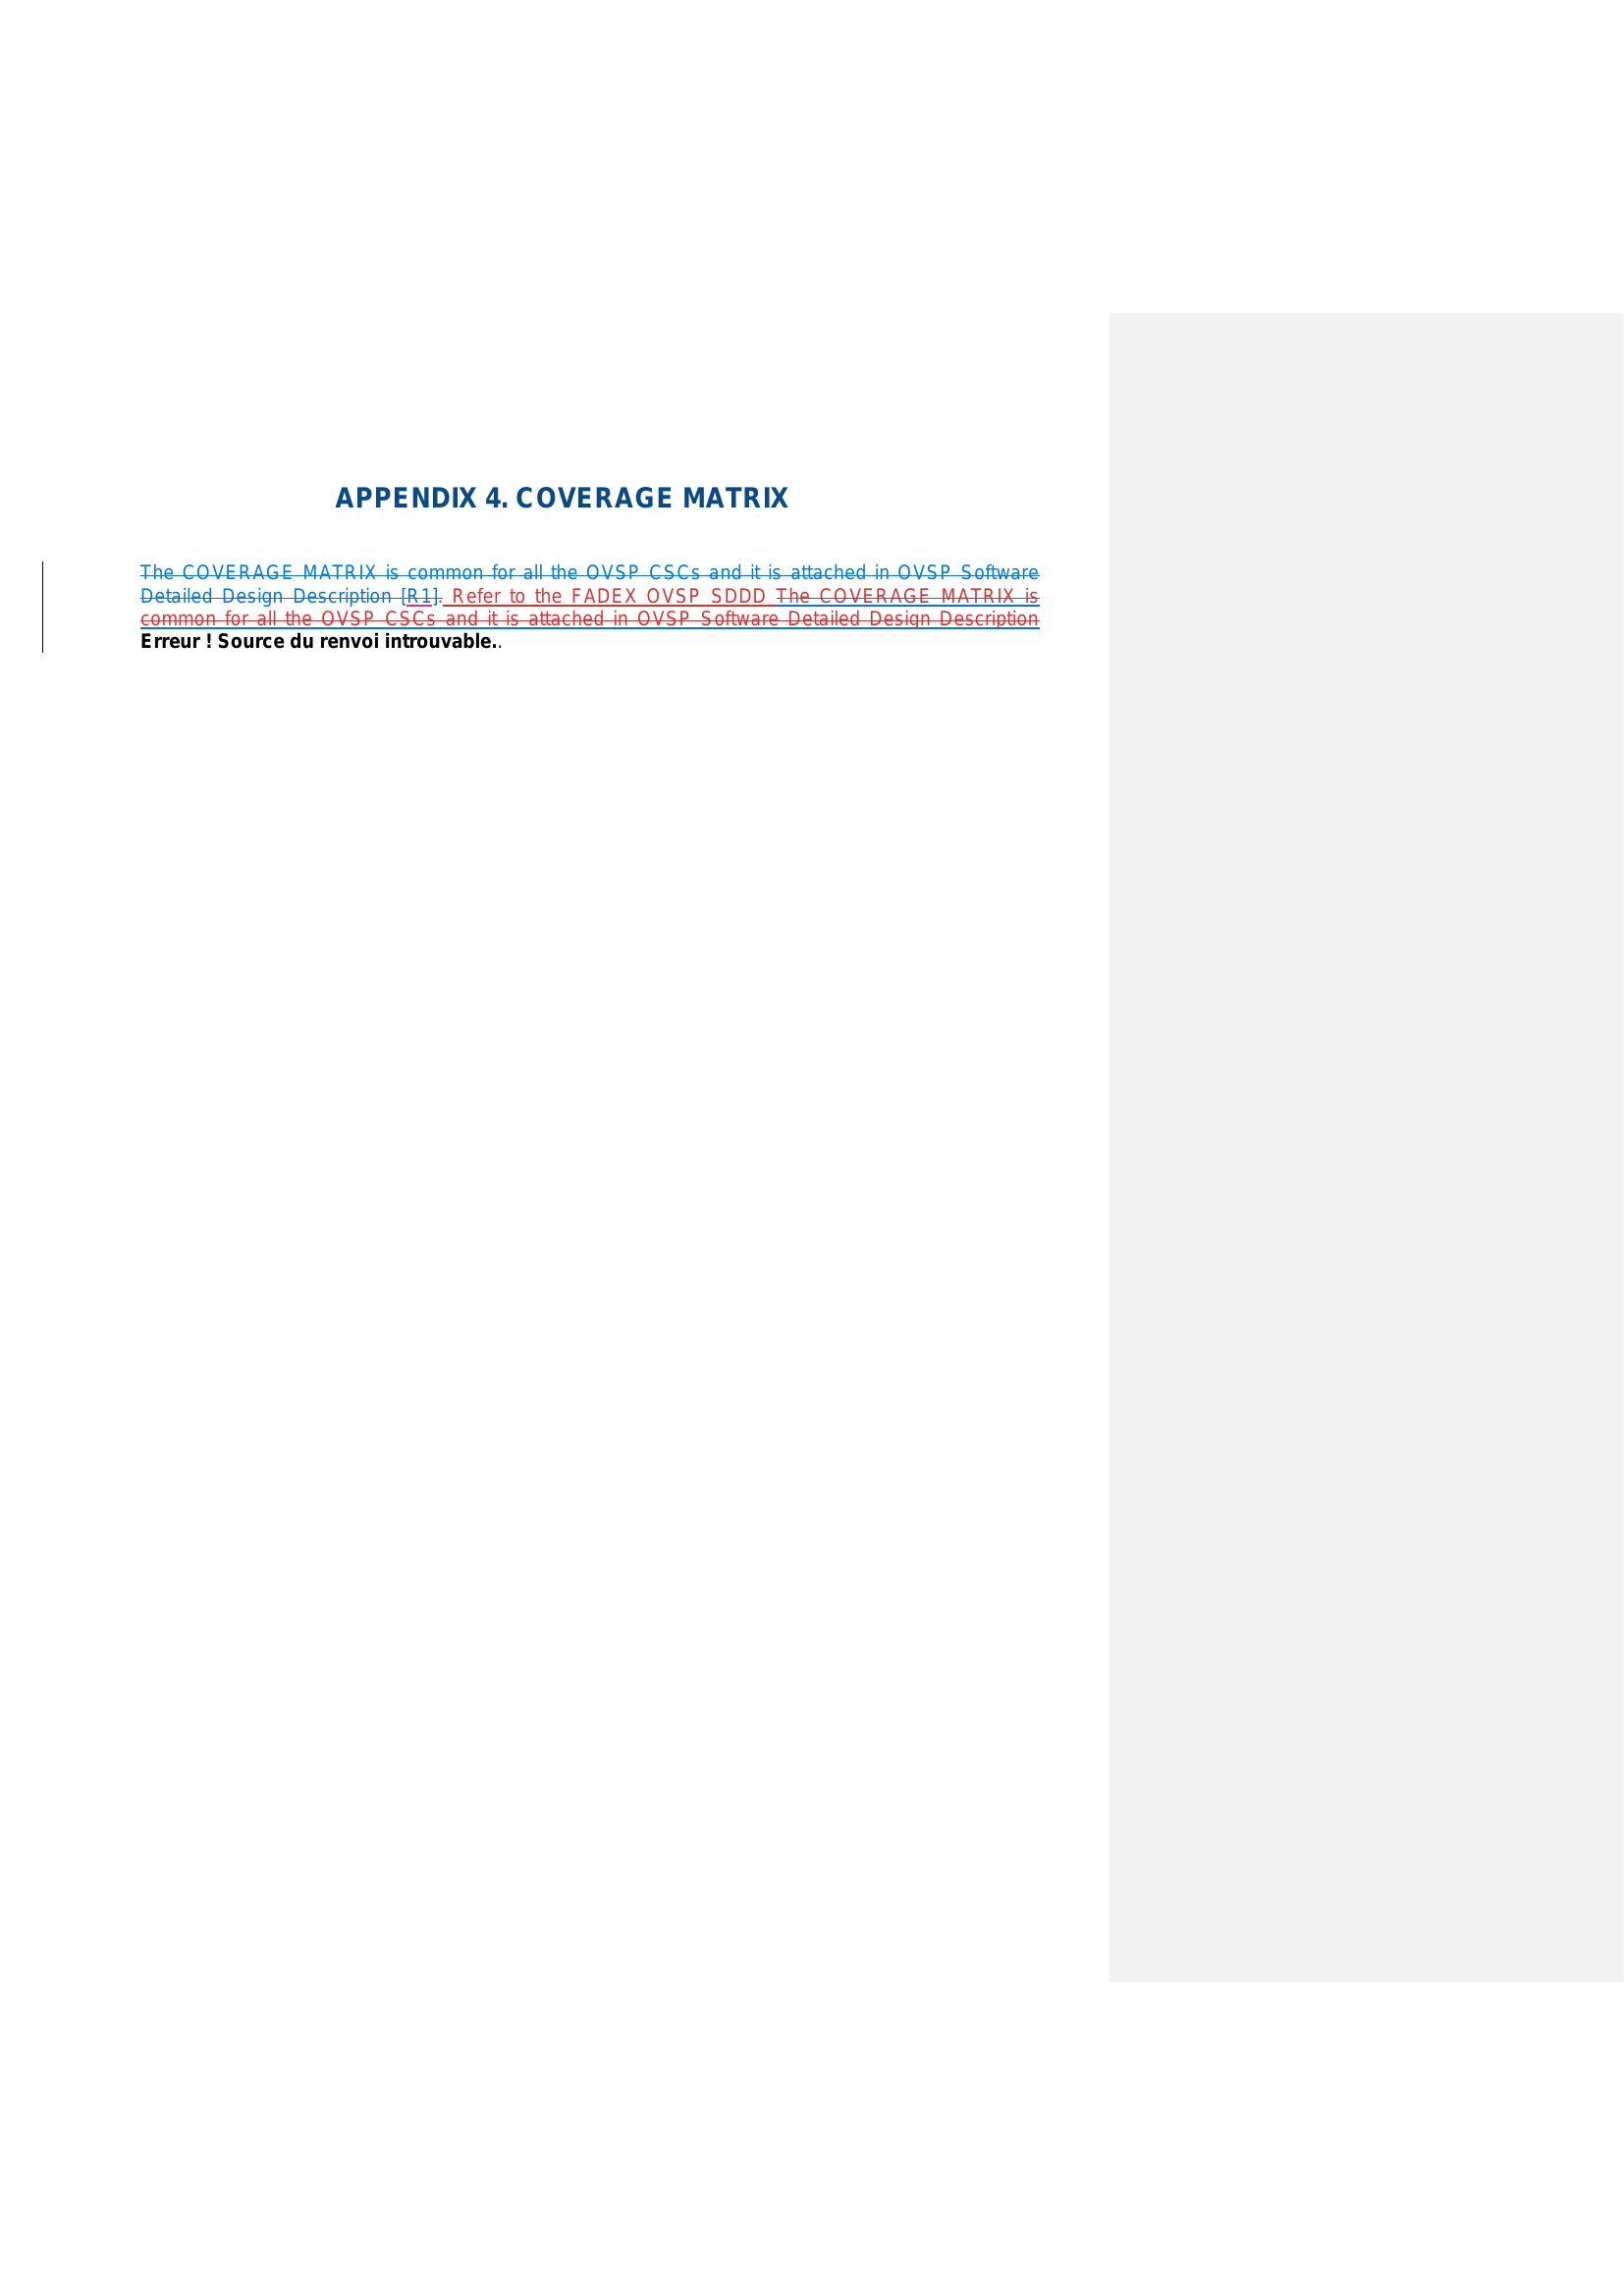 APPENDIX 4. COVERAGE MATRIX
The COVERAGE MATRIX is common for all the OVSP CSCs and it is attached in OVSP Software
Detailed Design Description [R1]. Refer to the FADEX OVSP SDDD The COVERAGE MATRIX is
common for all the OVSP CSCs and it is attached in OVSP Software Detailed Design Description
Erreur ! Source du renvoi introuvable..